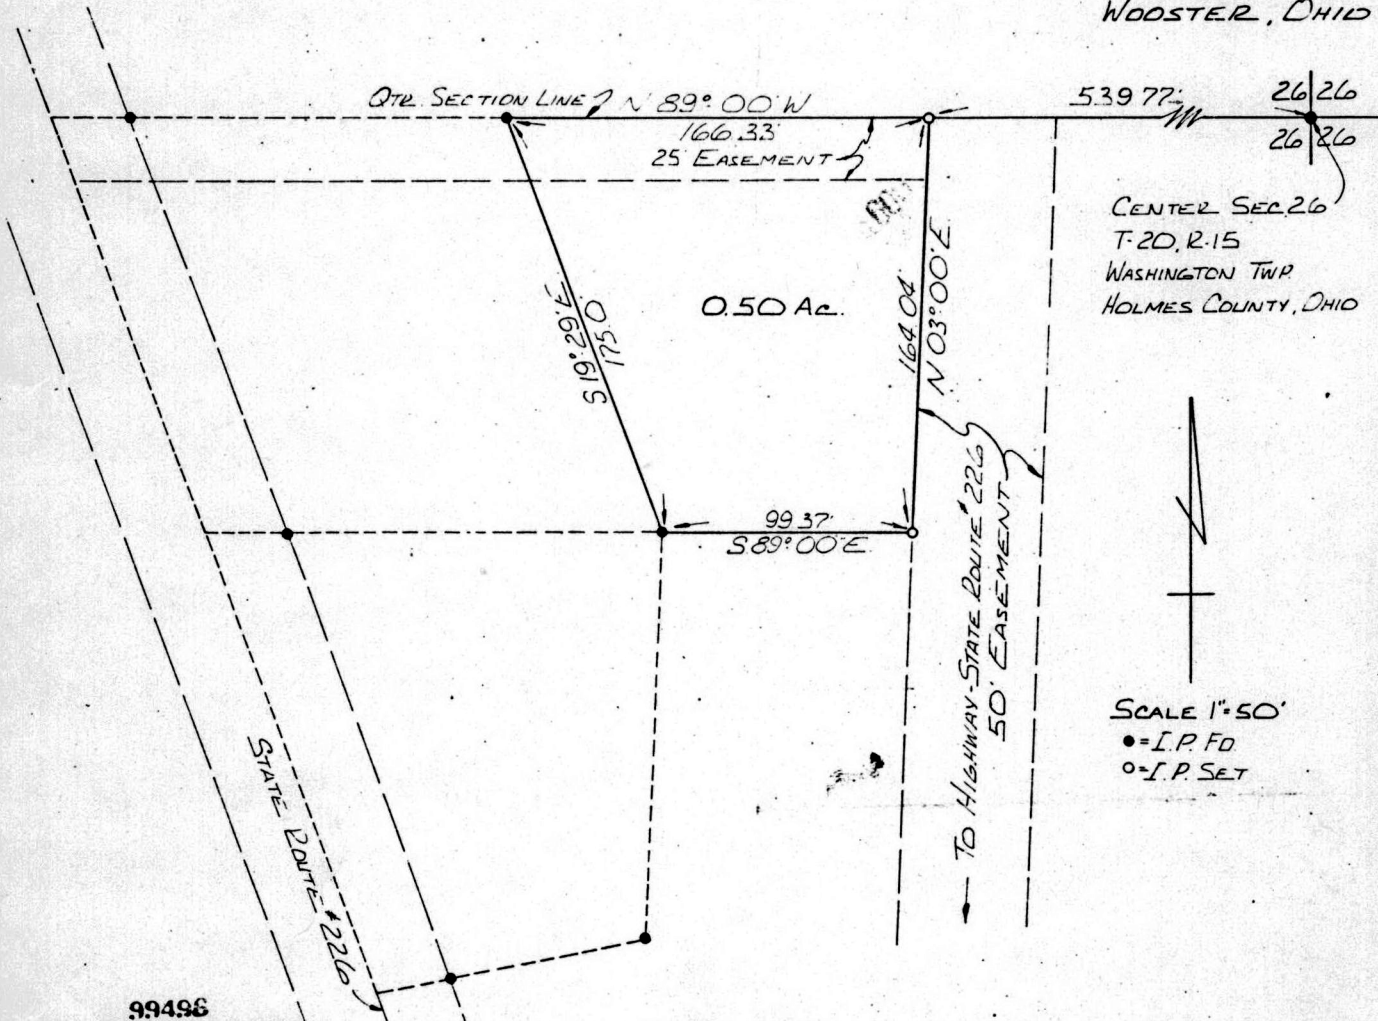 WOOSTER, OHIO
QTR. SECTION LINE
N 89° 00' W
166.33'
25' EASEMENT
539.77'
26 26
26 26
CENTER SEC. 26
T-20, R-15
WASHINGTON TWP.
HOLMES COUNTY, OHIO
S 19° 29' E
175.0'
0.50 Ac.
164.04'
N 03° 00' E
99.37'
S 89° 00' E
TO HIGHWAY-STATE ROUTE #226
50' EASEMENT
SCALE 1"=50'
●=I.P. FD.
○=I.P. SET
STATE ROUTE #226
99496